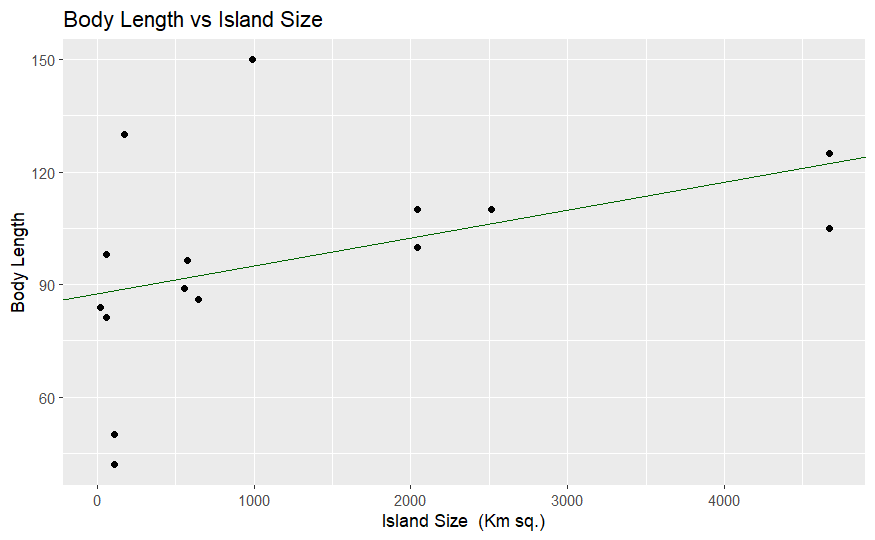 Body Length vs Island Size
150
120
90
60
Body Length
0 1000 2000 3000 4000
Island Size  (Km sq.)